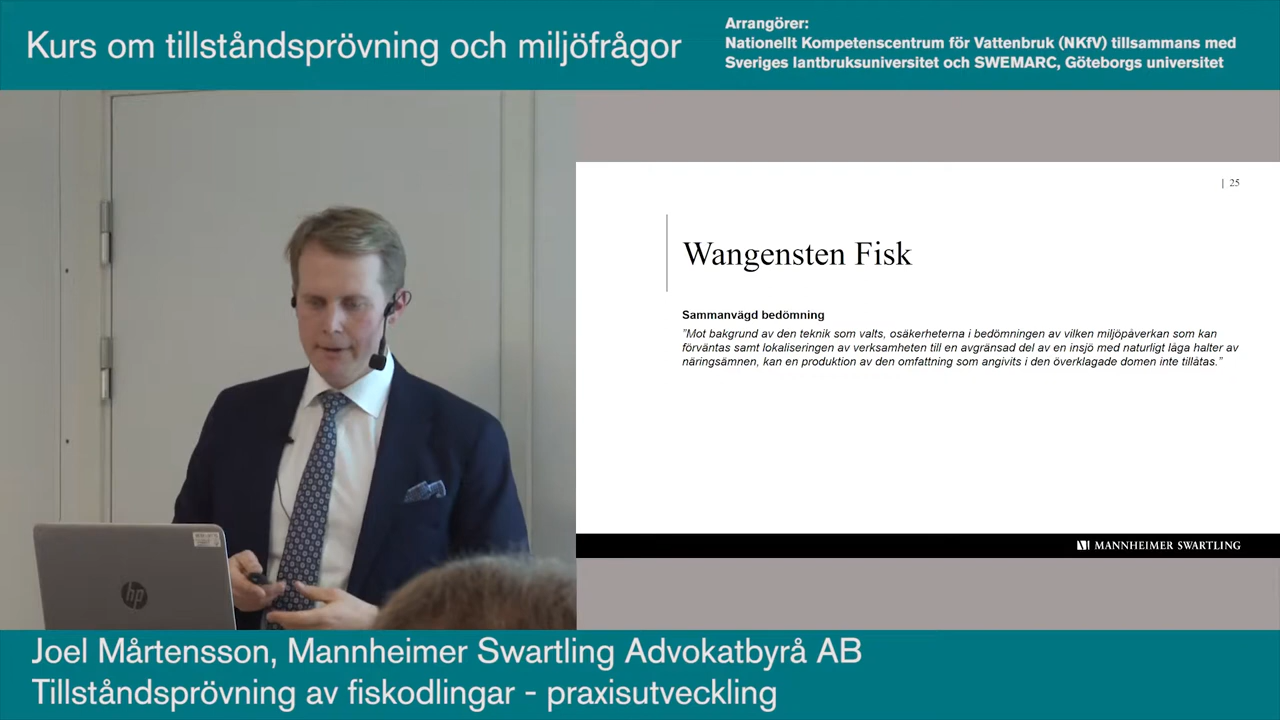 Kurs om tillståndsprövning och miljöfrågor
Arrangörer:
Nationellt Kompetenscentrum för Vattenbruk (NKfV) tillsammans med
Sveriges lantbruksuniversitet och SWEMARC, Göteborgs universitet
| 25
Wangensten Fisk
Sammanvägd bedömning
"Mot bakgrund av den teknik som valts, osäkerheterna i bedömningen av vilken miljöpåverkan som kan
förväntas samt lokaliseringen av verksamheten till en avgränsad del av en insjö med naturligt låga halter av
näringsämnen, kan en produktion av den omfattning som angivits i den överklagade domen inte tillåtas."
MANNHEIMER SWARTLING
hp
Joel Mårtensson, Mannheimer Swartling Advokatbyrå AB
Tillståndsprövning av fiskodlingar - praxisutveckling